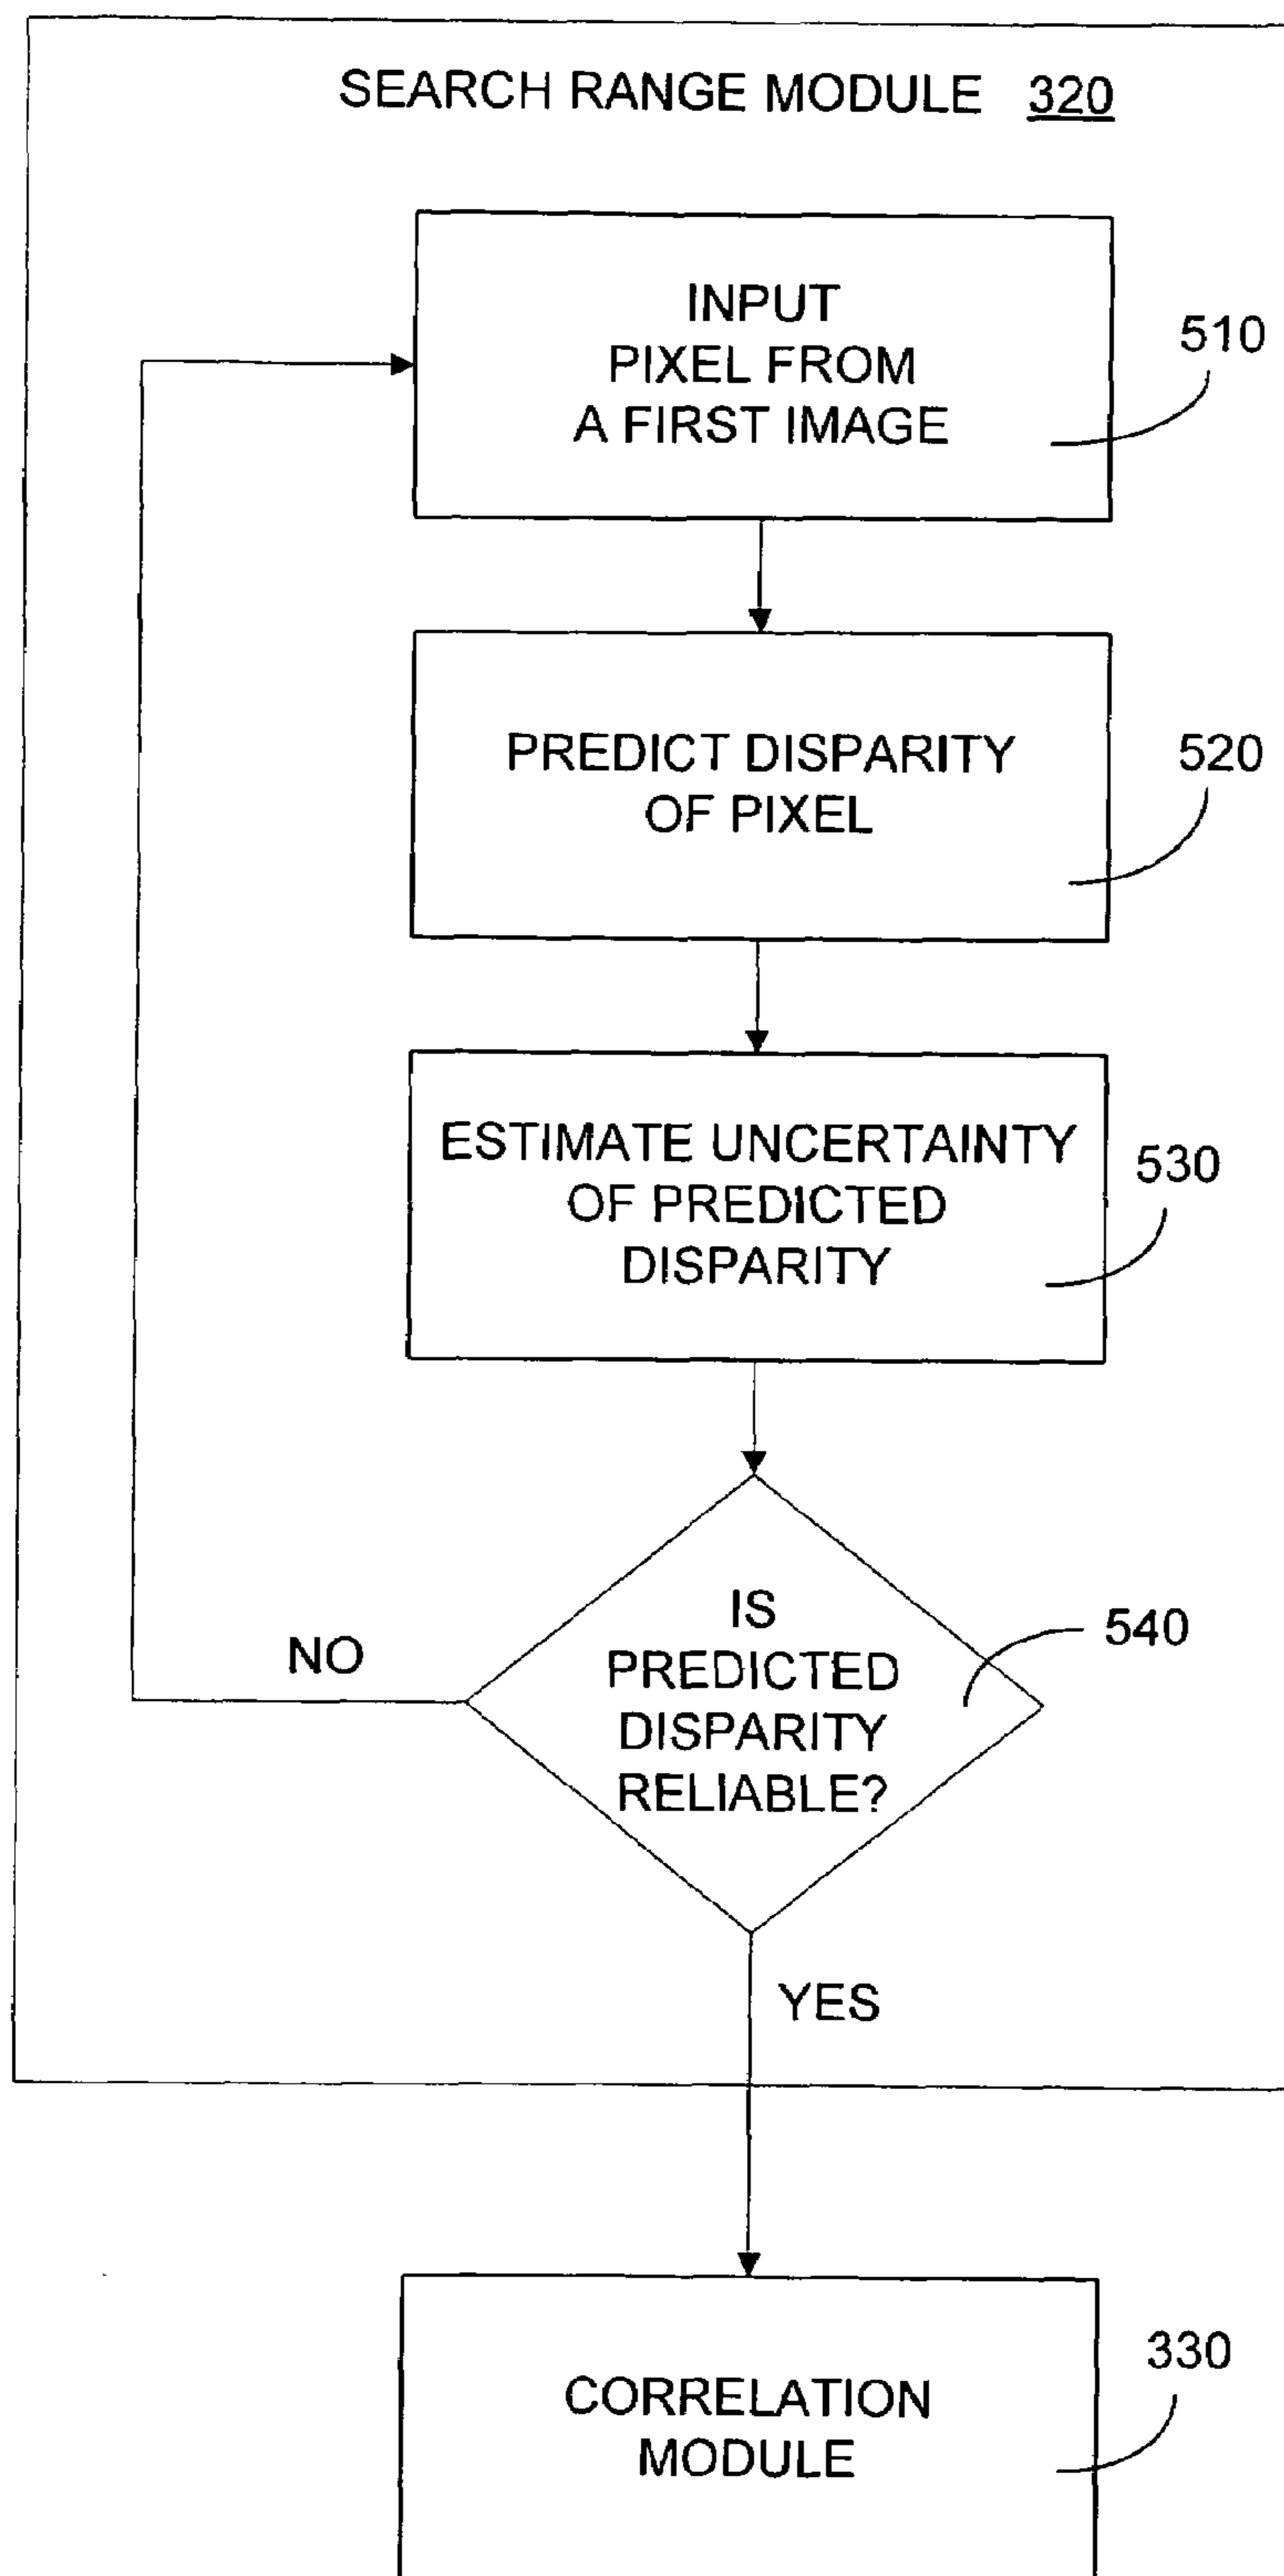 SEARCH RANGE MODULE 320
INPUT
PIXEL FROM
A FIRST IMAGE
510
PREDICT DISPARITY
OF PIXEL
520
ESTIMATE UNCERTAINTY
OF PREDICTED
DISPARITY
530
IS
PREDICTED
DISPARITY
RELIABLE?
540
NO
YES
CORRELATION
MODULE
330